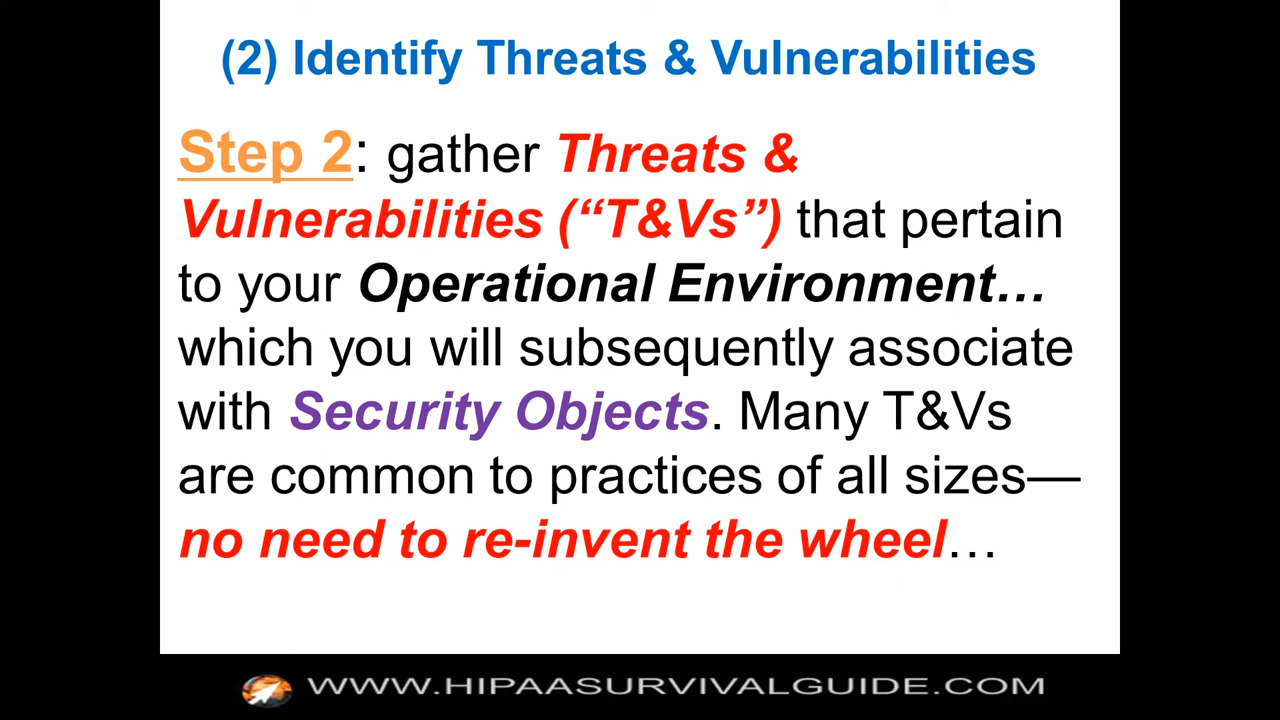 (2) Identify Threats & Vulnerabilities
Step 2: gather Threats &
Vulnerabilities (“T&Vs”) that pertain
to your Operational Environment…
which you will subsequently associate
with Security Objects. Many T&Vs
are common to practices of all sizes—
no need to re-invent the wheel…
WWW.HIPAASURVIVALGUIDE.COM